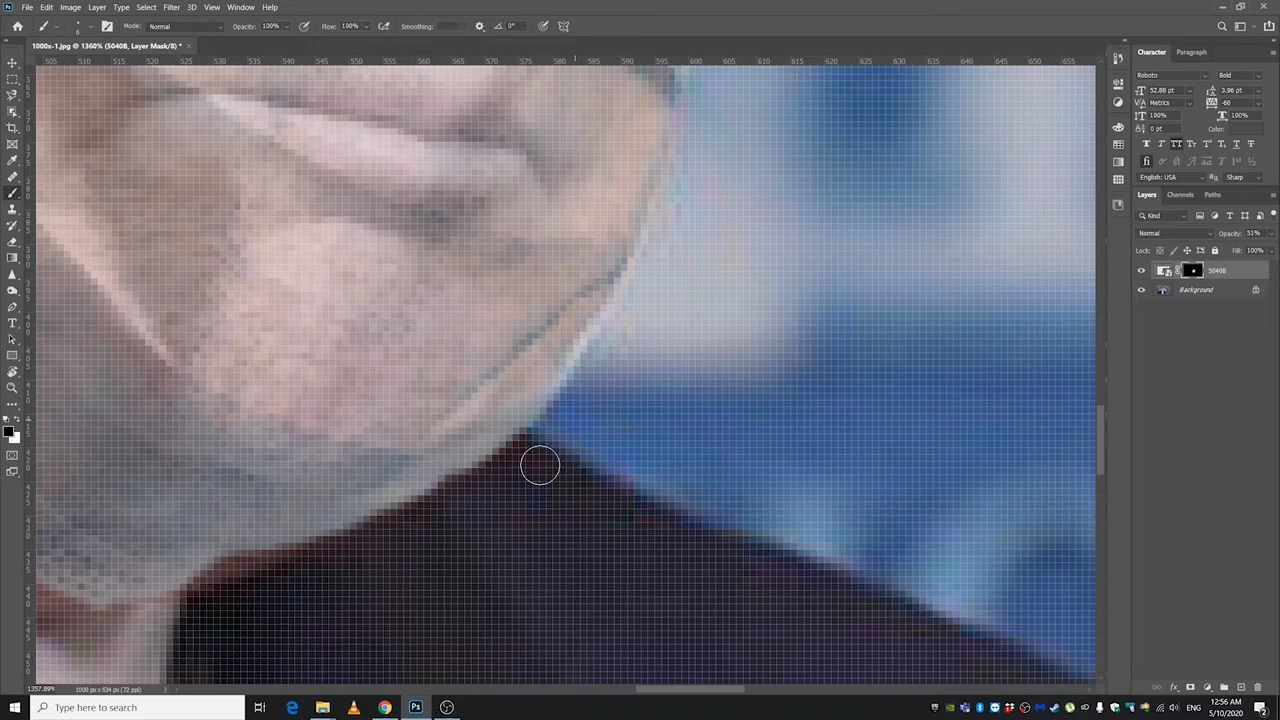 File Edit Image Layer Type Select Filter 3D View Window Help
6 Mode: Normal Opacity: 100% Flow: 100% Smoothing: 0°
1000x-1.jpg @ 1360% (5040B, Layer Mask/8) * ×
505 510 515 520 525 530 535 540 545 550 555 560 565 570 575 580 585 590 595 600 605 610 615 620 625 630 635 640 645 650 655
Character Paragraph
Roboto Bold
52.88 pt 3.96 pt
Metrics -60
100% 100%
0 pt Color:
English: USA Sharp
Layers Channels Paths
Kind
Normal Opacity: 51%
Lock: Fill: 100%
5040B
Background
1357.89% 1000 px x 634 px (72 ppi)
Type here to search
ENG 12:56 AM
5/10/2020